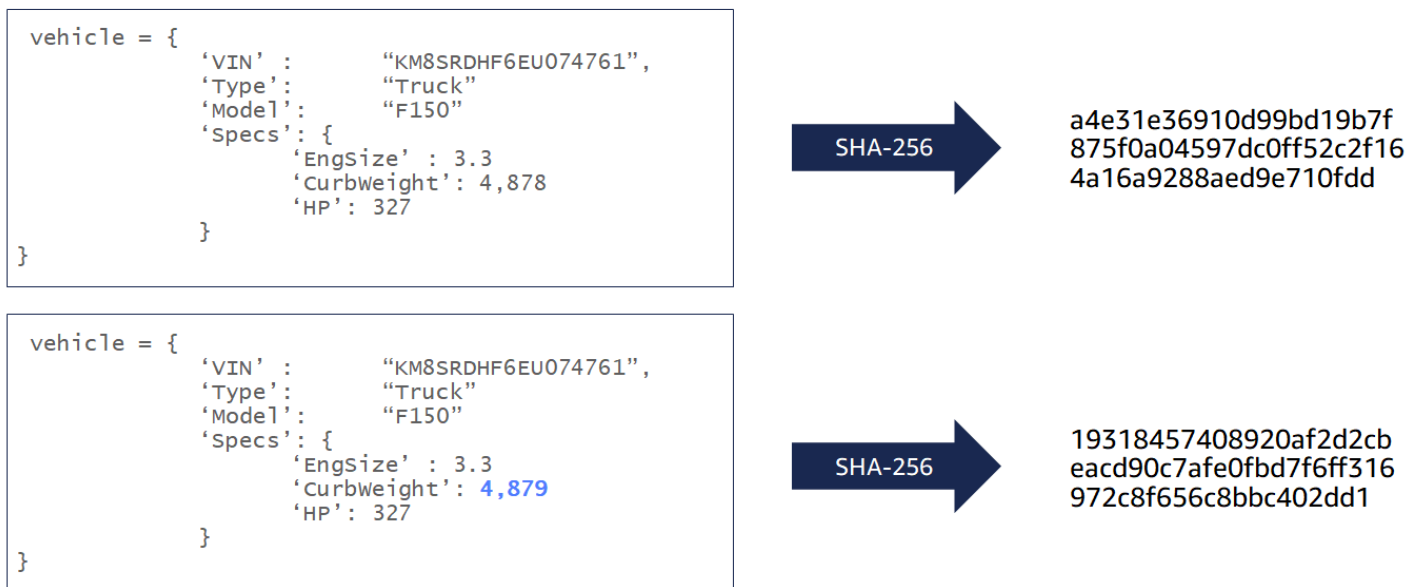 vehicle = {
‘VIN’ : “KM8SRDHF6EU074761”,
‘Type’: “Truck”
‘Model’: “F150”
‘Specs’: {
‘EngSize’ : 3.3
‘CurbWeight’: 4,878
‘HP’: 327
}
}
SHA-256
a4e31e36910d99bd19b7f
875f0a04597dc0ff52c2f16
4a16a9288aed9e710fdd
vehicle = {
‘VIN’ : “KM8SRDHF6EU074761”,
‘Type’: “Truck”
‘Model’: “F150”
‘Specs’: {
‘EngSize’ : 3.3
‘CurbWeight’: 4,879
‘HP’: 327
}
}
SHA-256
19318457408920af2d2cb
eacd90c7afe0fbd7f6ff316
972c8f656c8bbc402dd1